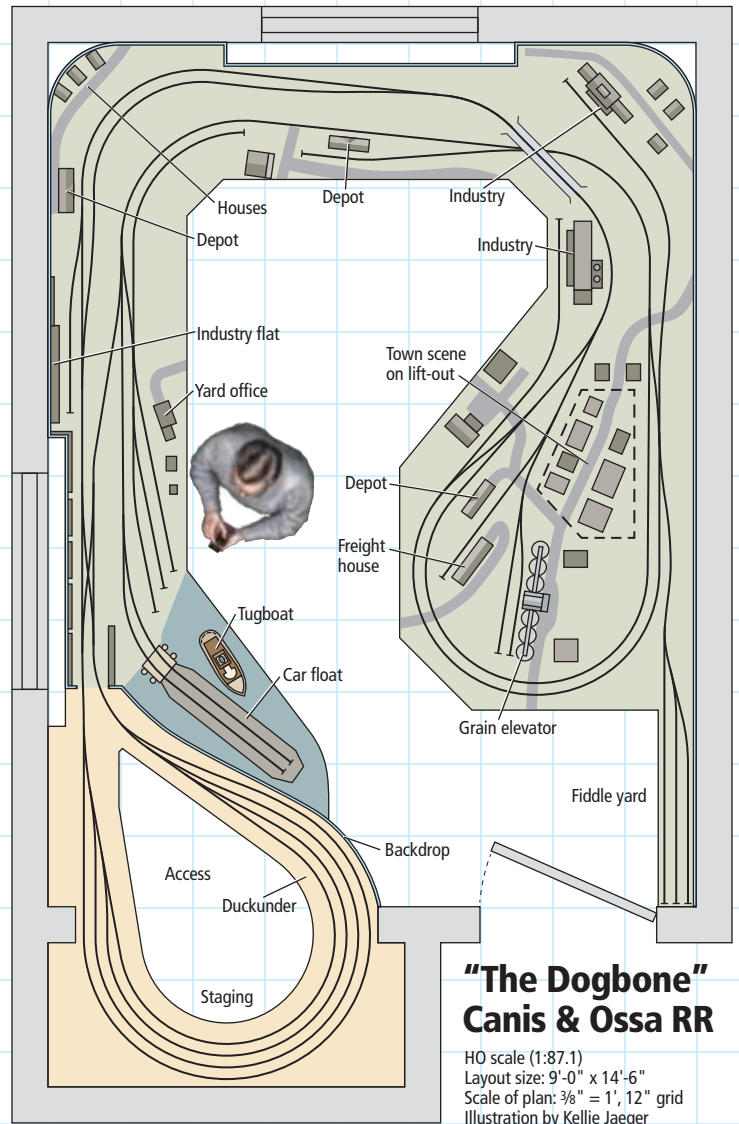 Houses
Depot
Depot
Industry
Industry
Industry flat
Town scene
on lift-out
Yard office
Depot
Freight
house
Tugboat
Car float
Grain elevator
Fiddle yard
Backdrop
Access
Duckunder
Staging
“The Dogbone”
Canis & Ossa RR
HO scale (1:87.1)
Layout size: 9'-0" x 14'-6"
Scale of plan: ⅜" = 1', 12" grid
Illustration by Kellie Jaeger